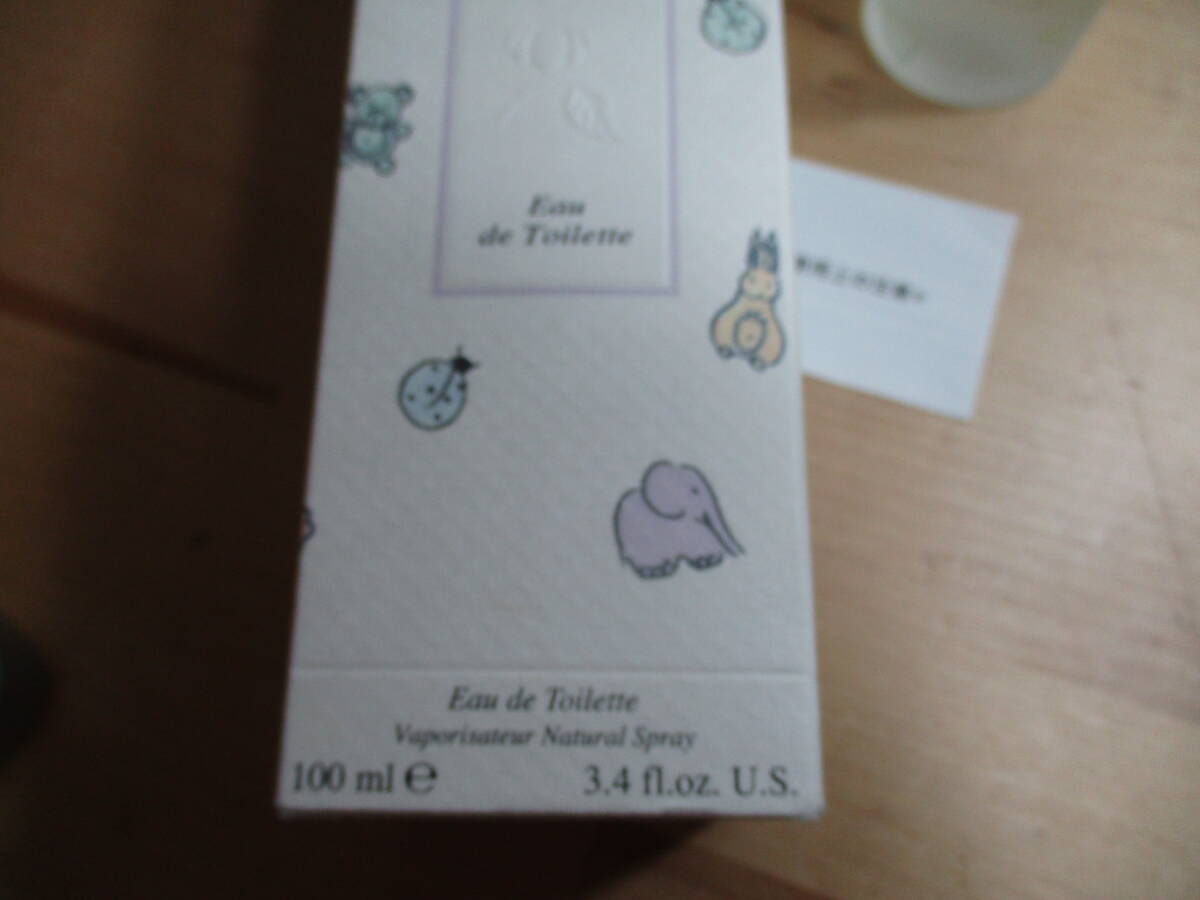 Eau
de Toilette
Eau de Toilette
Vaporisateur Natural Spray
100 ml ℮
3.4 fl.oz. U.S.